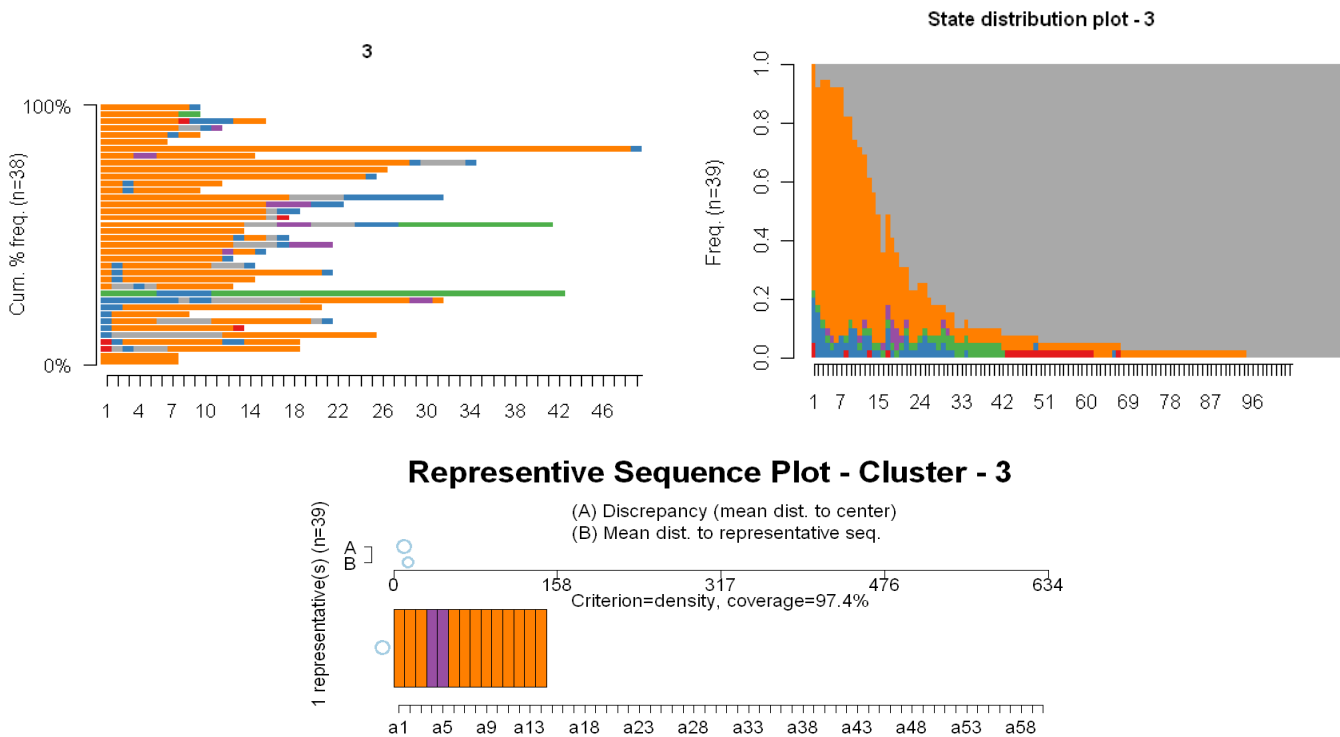 3
100%
0%
Cum. % freq. (n=38)
1 4 7 10 14 18 22 26 30 34 38 42 46
State distribution plot - 3
1.0
0.8
0.6
0.4
0.2
0.0
Freq. (n=39)
1 7 15 24 33 42 51 60 69 78 87 96
Representive Sequence Plot - Cluster - 3
(A) Discrepancy (mean dist. to center)
(B) Mean dist. to representive seq.
A
B
0 158 317 476 634
Criterion=density, coverage=97.4%
1 representative(s) (n=39)
a1 a5 a9 a13 a18 a23 a28 a33 a38 a43 a48 a53 a58